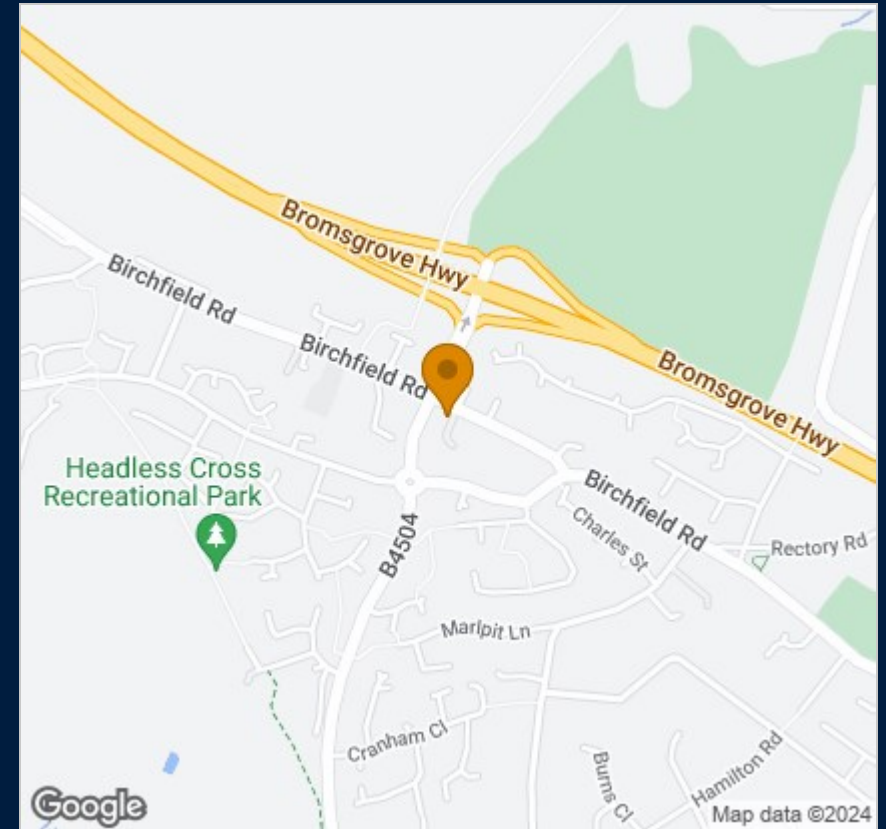 Bromsgrove Hwy
Birchfield Rd
Birchfield Rd
Bromsgrove Hwy
Headless Cross
Recreational Park
Birchfield Rd
B4504
Charles St
Rectory Rd
Marlpit Ln
Cranham Cl
Burns Cl
Hamilton Rd
Google
Map data ©2024